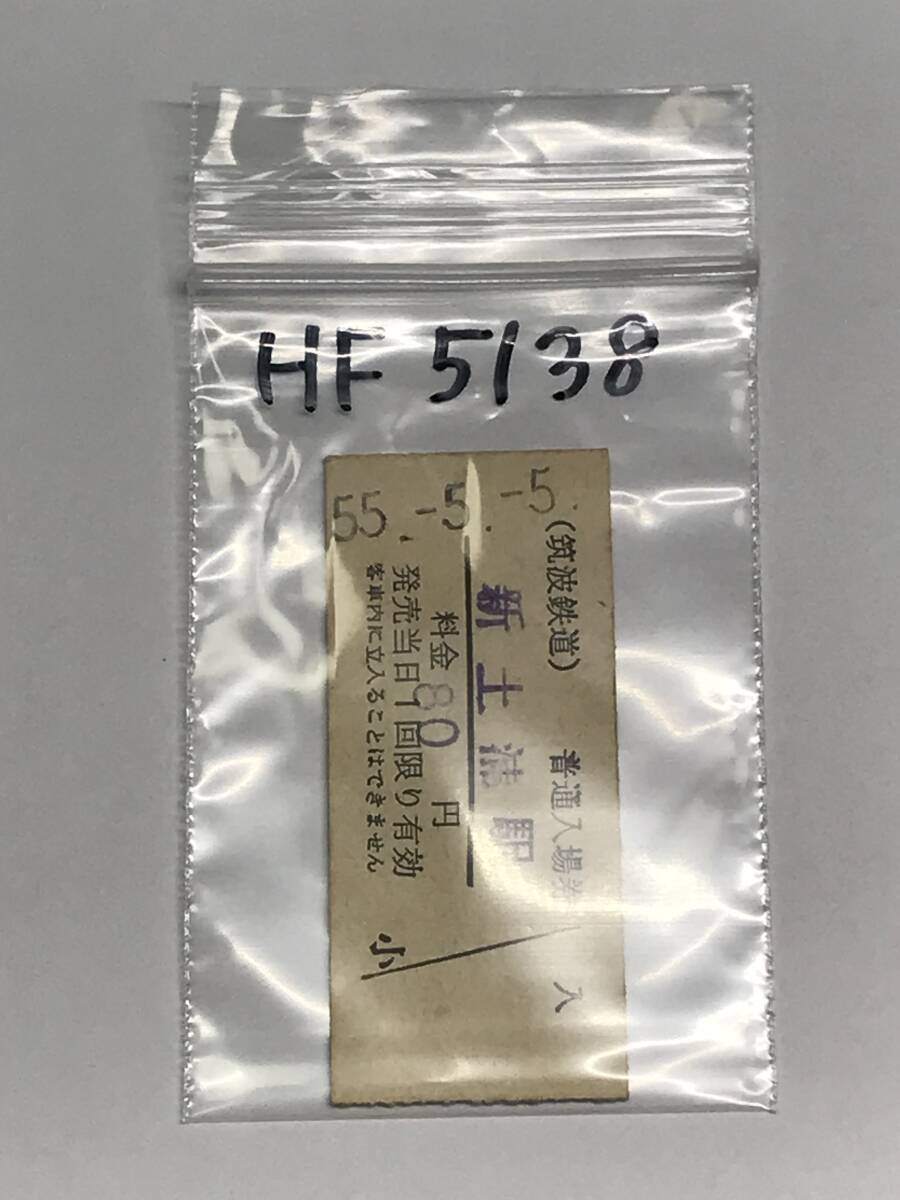 HF 5138
55.-5.-5.
(筑波鉄道) 普通入場券
新土浦駅
料金 80 円
発売当日1回限り有効
客車内に立入ることはできません
小 入